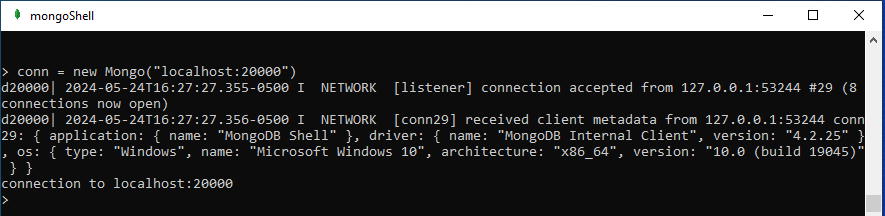 mongoShell
> conn = new Mongo("localhost:20000")
d20000| 2024-05-24T16:27:27.355-0500 I  NETWORK  [listener] connection accepted from 127.0.0.1:53244 #29 (8
connections now open)
d20000| 2024-05-24T16:27:27.356-0500 I  NETWORK  [conn29] received client metadata from 127.0.0.1:53244 conn
29: { application: { name: "MongoDB Shell" }, driver: { name: "MongoDB Internal Client", version: "4.2.25" }
, os: { type: "Windows", name: "Microsoft Windows 10", architecture: "x86_64", version: "10.0 (build 19045)"
 } }
connection to localhost:20000
>